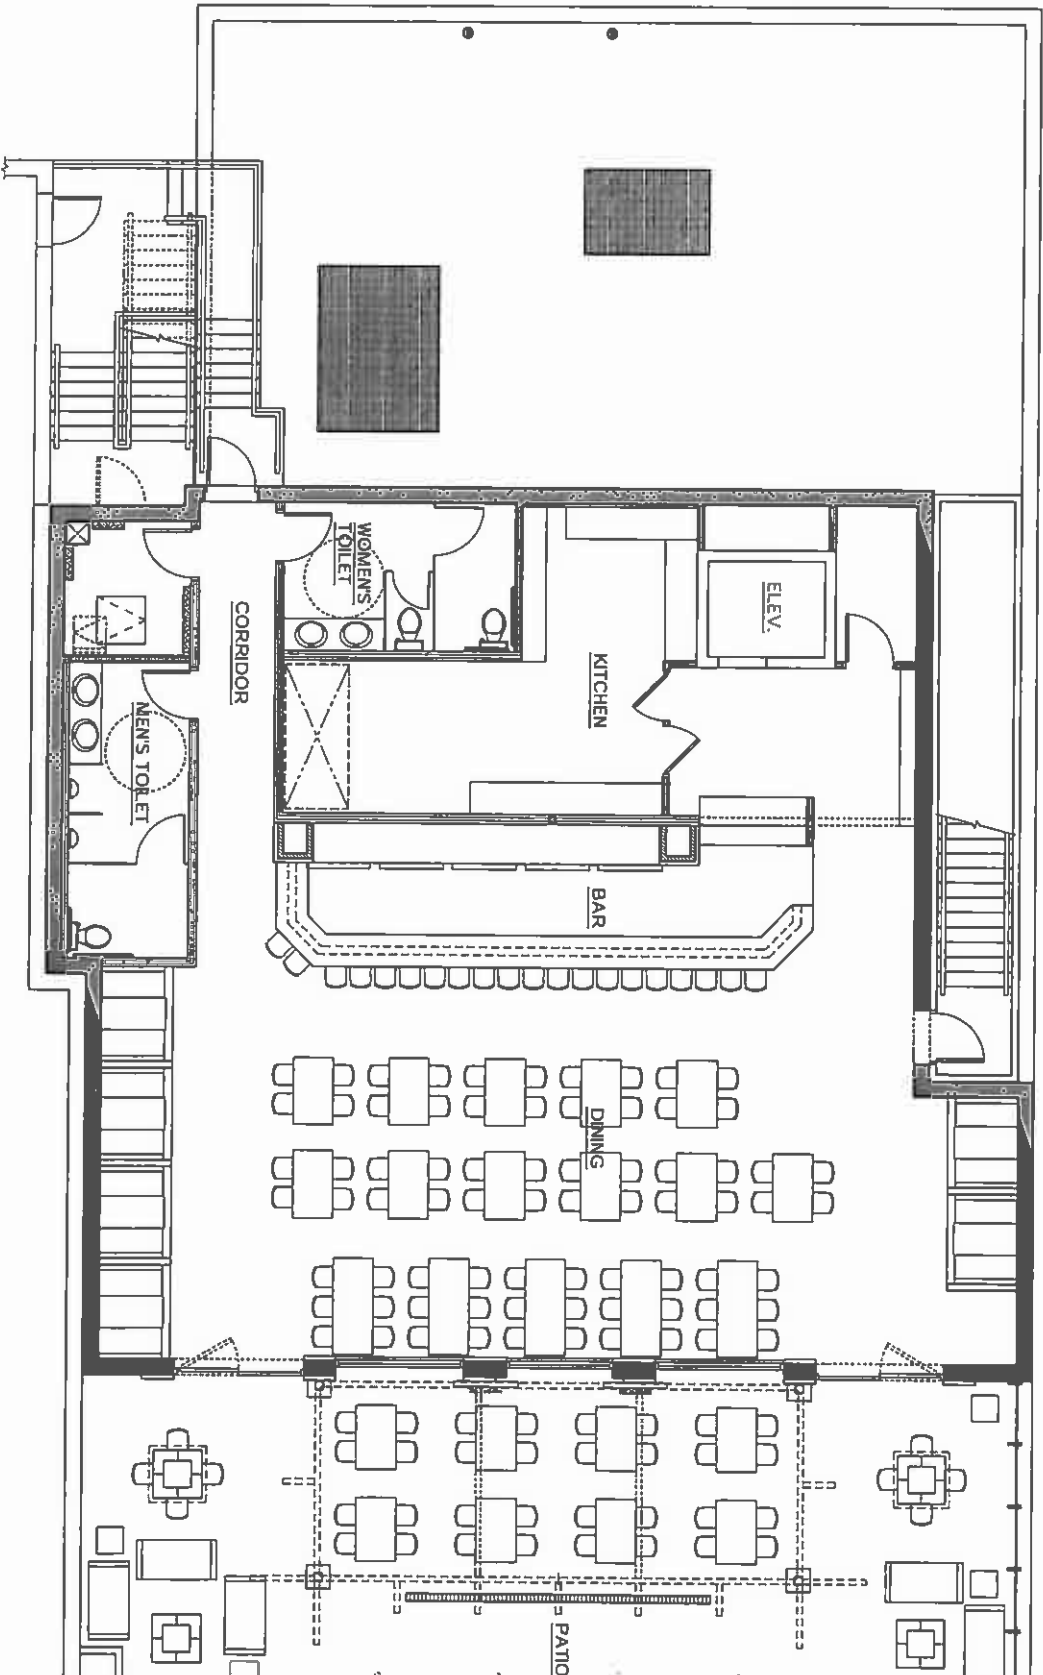 WOMEN'S
TOILET
ELEV.
CORRIDOR
KITCHEN
MEN'S TOILET
BAR
DINING
PATIO